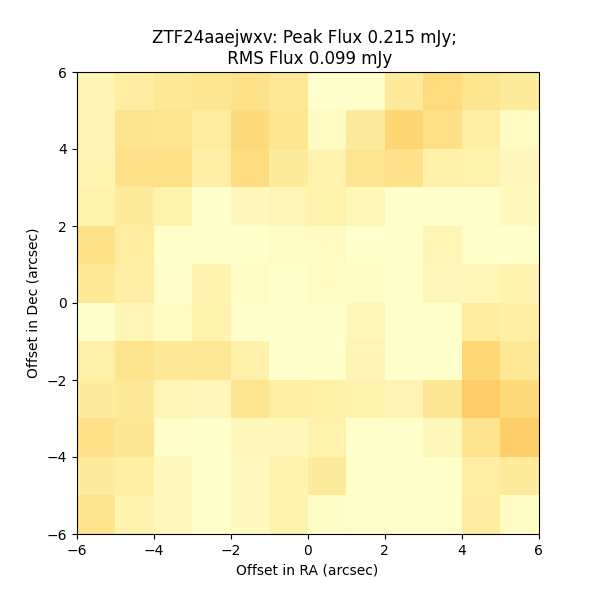 ZTF24aaejwxv: Peak Flux 0.215 mJy;
RMS Flux 0.099 mJy
6
4
2
0
−2
−4
−6
Offset in Dec (arcsec)
−6 −4 −2 0 2 4 6
Offset in RA (arcsec)